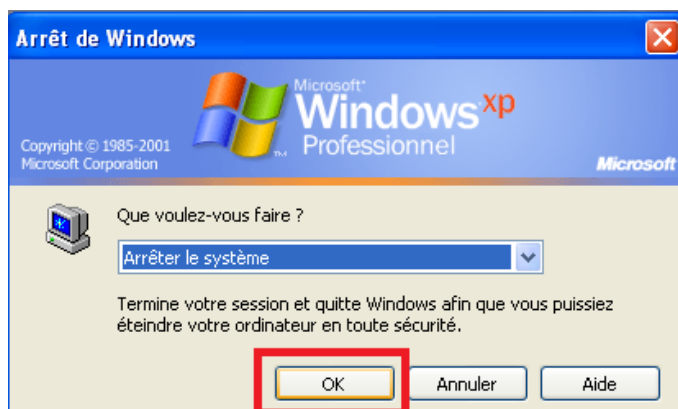 Arrêt de Windows
Microsoft®
Windows xp
Professionnel
Copyright © 1985-2001
Microsoft Corporation
Microsoft
Que voulez-vous faire ?
Arrêter le système
Termine votre session et quitte Windows afin que vous puissiez
éteindre votre ordinateur en toute sécurité.
OK Annuler Aide